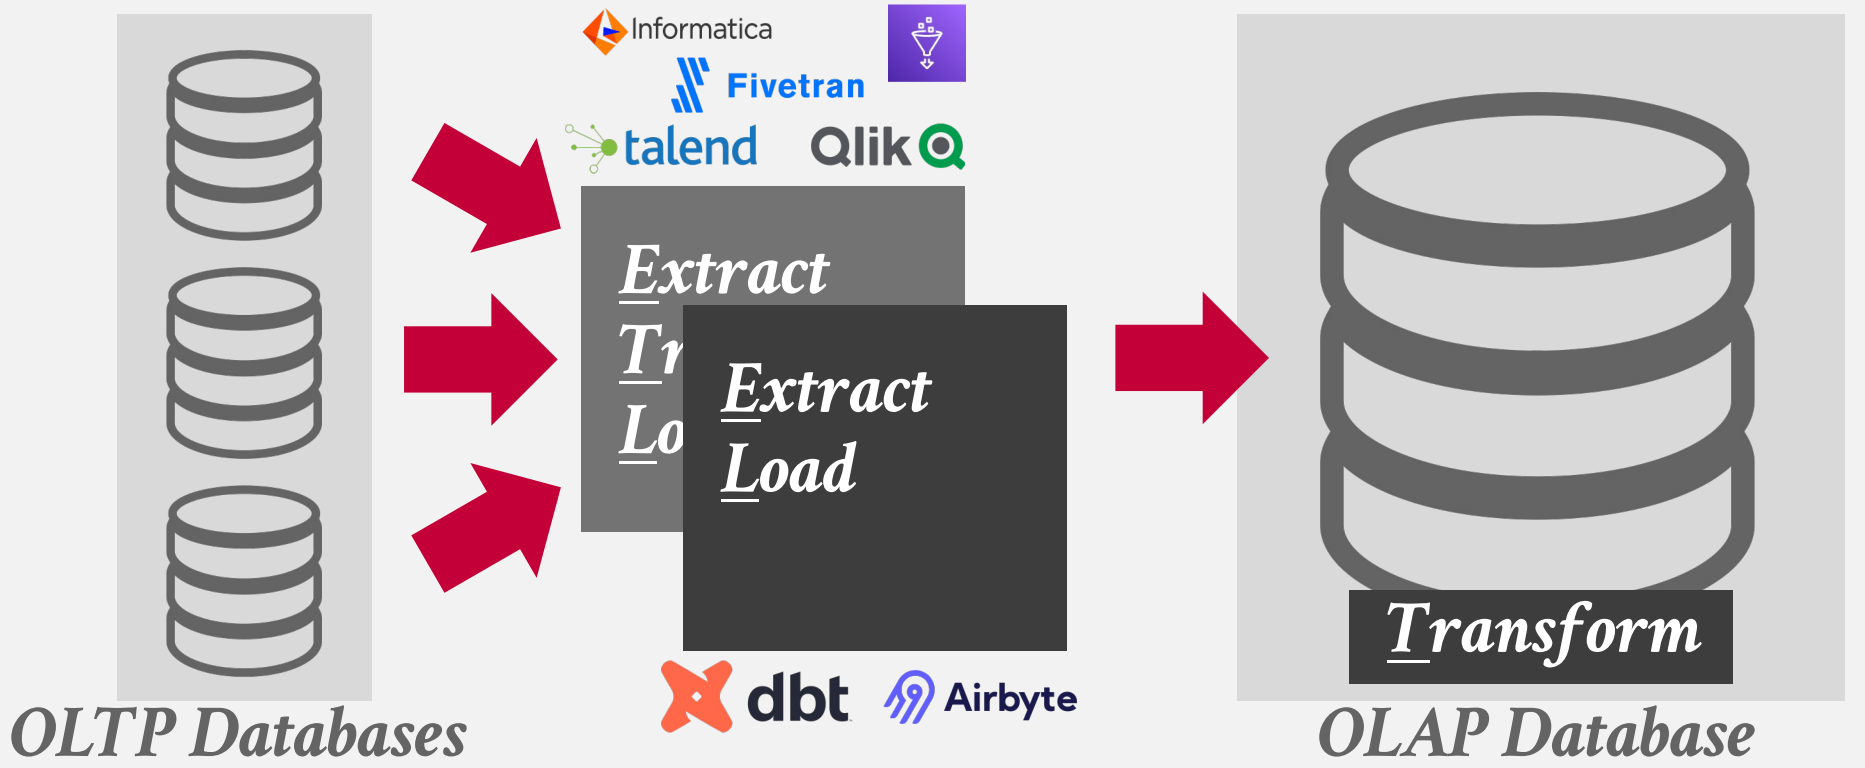 Informatica
Fivetran
talend
Qlik
Extract
Tr
Lo
Extract
Load
Transform
dbt
Airbyte
OLTP Databases
OLAP Database